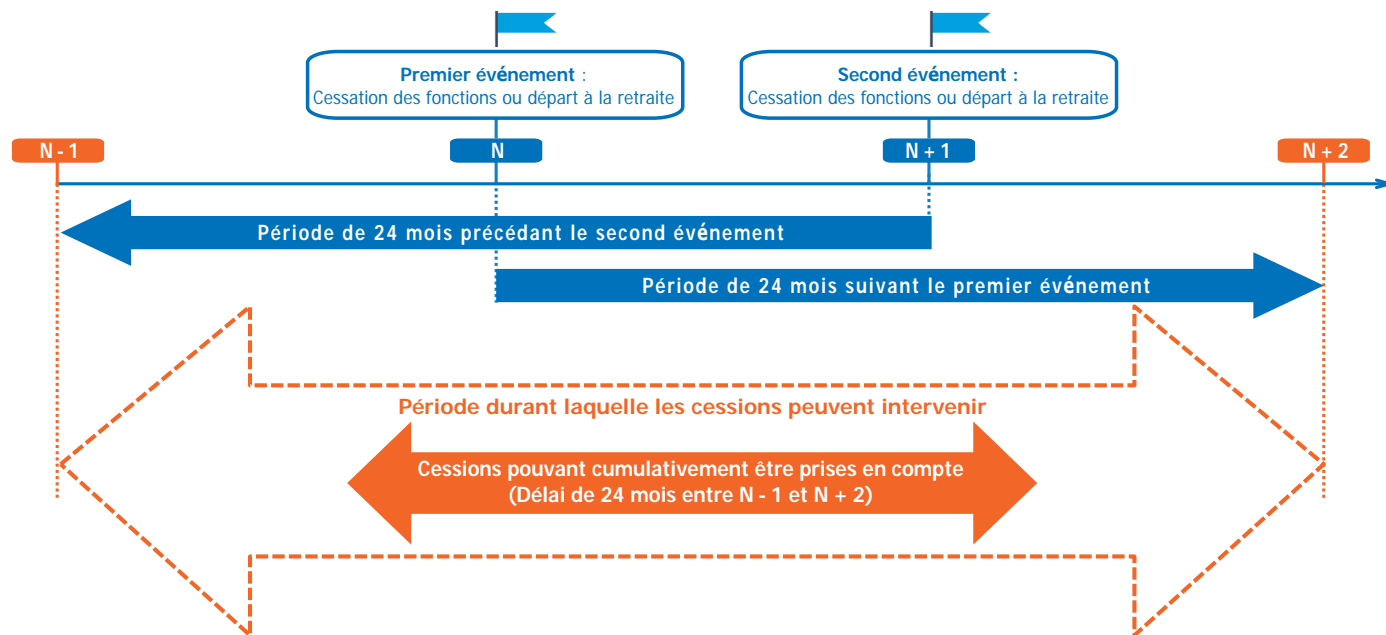 Premier événement :
Cessation des fonctions ou départ à la retraite
Second événement :
Cessation des fonctions ou départ à la retraite
N - 1
N
N + 1
N + 2
Période de 24 mois précédant le second événement
Période de 24 mois suivant le premier événement
Période durant laquelle les cessions peuvent intervenir
Cessions pouvant cumulativement être prises en compte
(Délai de 24 mois entre N - 1 et N + 2)